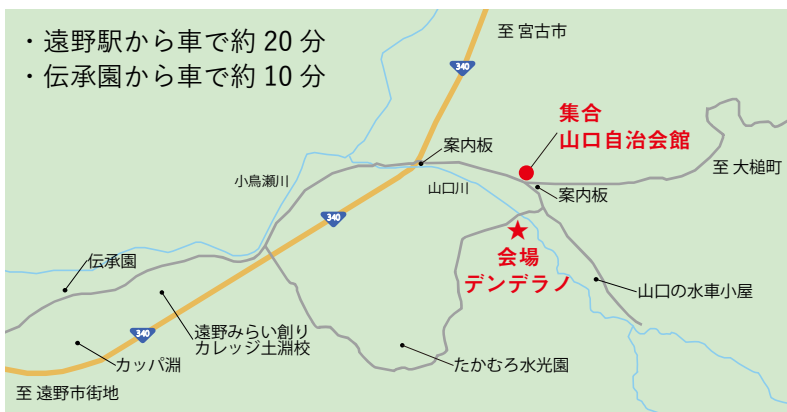 ・遠野駅から車で約 20 分
・伝承園から車で約 10 分
至 宮古市
340
集合
山口自治会館
案内板
至 大槌町
小烏瀬川
山口川
案内板
340
会場
デンデラノ
伝承園
山口の水車小屋
遠野みらい創り
カレッジ土淵校
340
カッパ淵
たかむろ水光園
至 遠野市街地